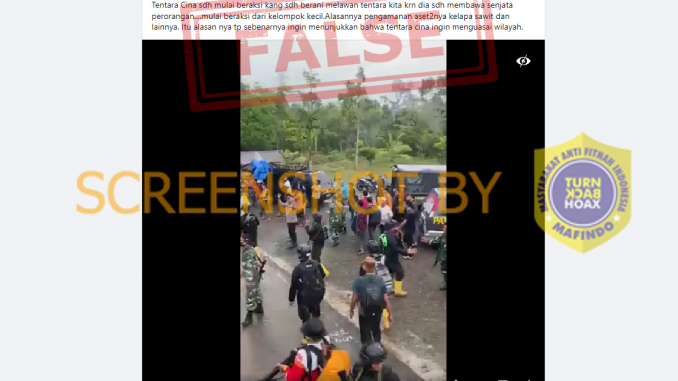 Tentara Cina sdh mulai beraksi kang sdh berani melawan tentara kita krn dia sdh membawa senjata
perorangan...mulai beraksi dari kelompok kecil.Alasannya pengamanan aset2nya kelapa sawit dan
lainnya. Itu alasan nya tp sebenarnya ingin menunjukkan bahwa tentara cina ingin menguasai wilayah.
FALSE
SCREENSHOT BY
MASYARAKAT ANTI FITNAH INDONESIA
TURN
BACK
HOAX
MAFINDO